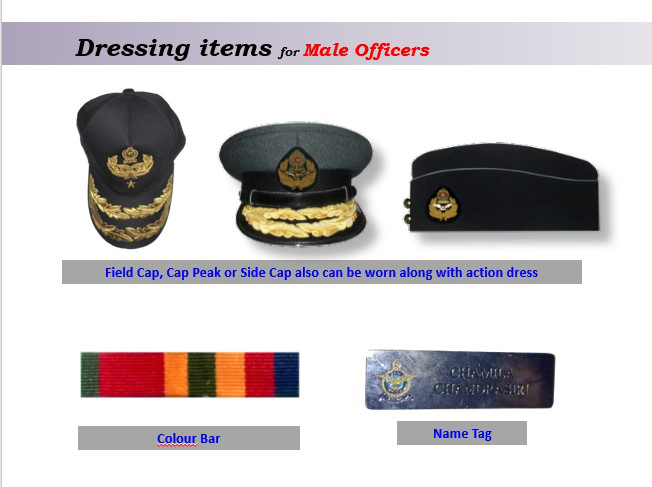 Dressing items for Male Officers
Field Cap, Cap Peak or Side Cap also can be worn along with action dress
CHAMILA
CHANDRASIRI
Colour Bar
Name Tag